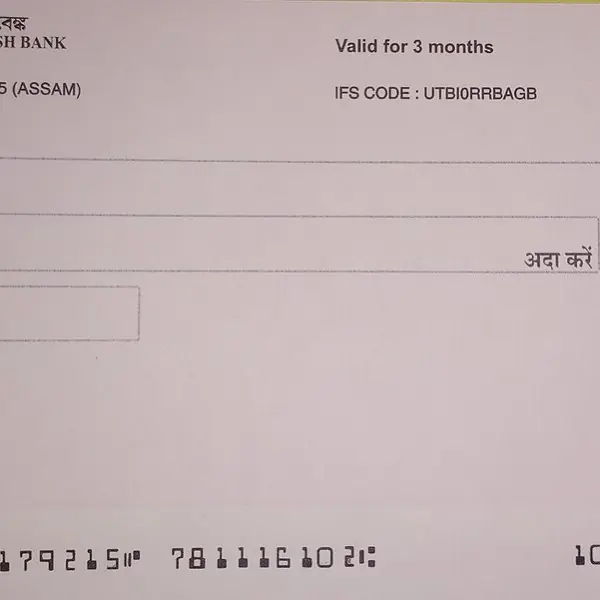 বেঙ্ক
SH BANK
Valid for 3 months
5 (ASSAM)
IFS CODE : UTBI0RRBAGB
अदा करें
179215⑈ 781116102⑆ 10